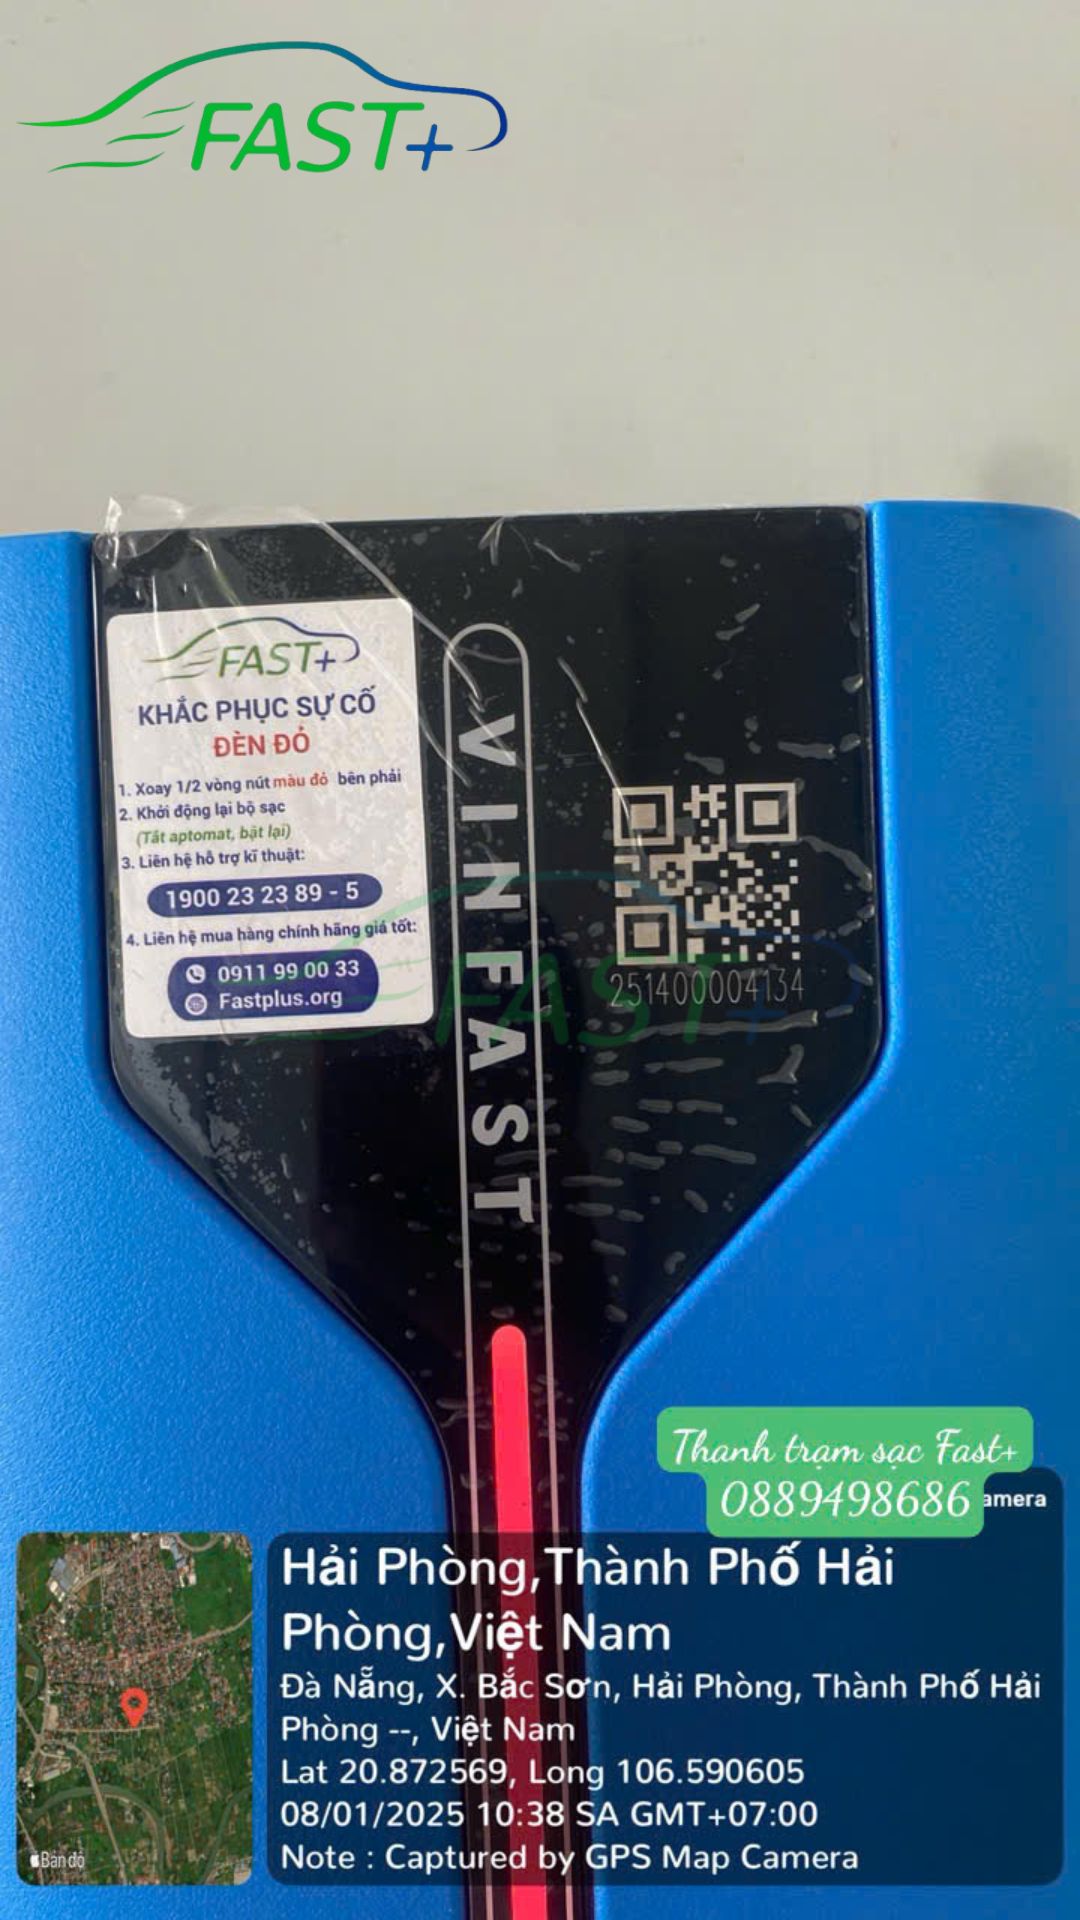 FAST+
FAST+
KHẮC PHỤC SỰ CỐ
ĐÈN ĐỎ
1. Xoay 1/2 vòng nút màu đỏ bên phải
2. Khởi động lại bộ sạc
(Tắt aptomat, bật lại)
3. Liên hệ hỗ trợ kĩ thuật:
1900 23 23 89 - 5
4. Liên hệ mua hàng chính hãng giá tốt:
0911 99 00 33
Fastplus.org
VINFAST
251400004134
FAST+
Thanh trạm sạc Fast+
0889498686
amera
Hải Phòng,Thành Phố Hải
Phòng,Việt Nam
Đà Nẵng, X. Bắc Sơn, Hải Phòng, Thành Phố Hải
Phòng --, Việt Nam
Lat 20.872569, Long 106.590605
08/01/2025 10:38 SA GMT+07:00
Note : Captured by GPS Map Camera
Bản đồ